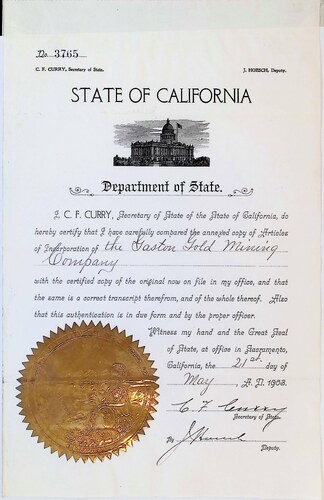 No. 3765
C. F. CURRY, Secretary of State.
J. HOESCH, Deputy.
STATE OF CALIFORNIA
Department of State.
I, C. F. CURRY, Secretary of State of the State of California, do
hereby certify that I have carefully compared the annexed copy of Articles
of Incorporation of the Gaston Gold Mining
Company
with the certified copy of the original now on file in my office, and that
the same is a correct transcript therefrom, and of the whole thereof. Also
that this authentication is in due form and by the proper officer.
Witness my hand and the Great Seal
of State, at office in Sacramento,
California, the 21st day of
May, A. D. 1903.
C. F. Curry
Secretary of State.
By J Hoesch
Deputy.